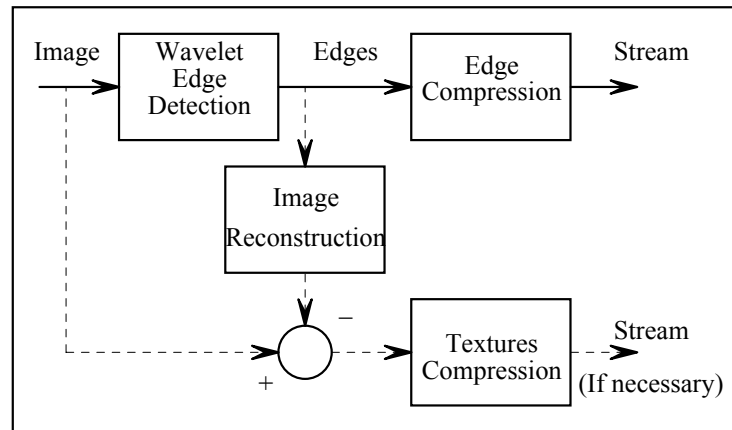 Image
Wavelet
Edge
Detection
Edges
Edge
Compression
Stream
Image
Reconstruction
−
+
Textures
Compression
Stream
(If necessary)